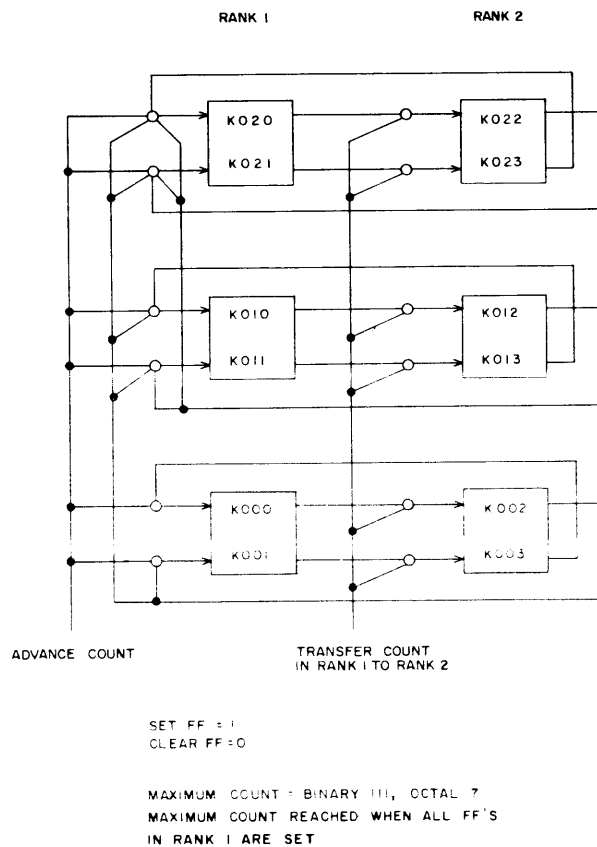 RANK 1
RANK 2
K020
K021
K022
K023
K010
K011
K012
K013
K000
K001
K002
K003
ADVANCE COUNT
TRANSFER COUNT
IN RANK 1 TO RANK 2
SET FF = 1
CLEAR FF = 0
MAXIMUM COUNT = BINARY 111, OCTAL 7
MAXIMUM COUNT REACHED WHEN ALL FF'S
IN RANK 1 ARE SET